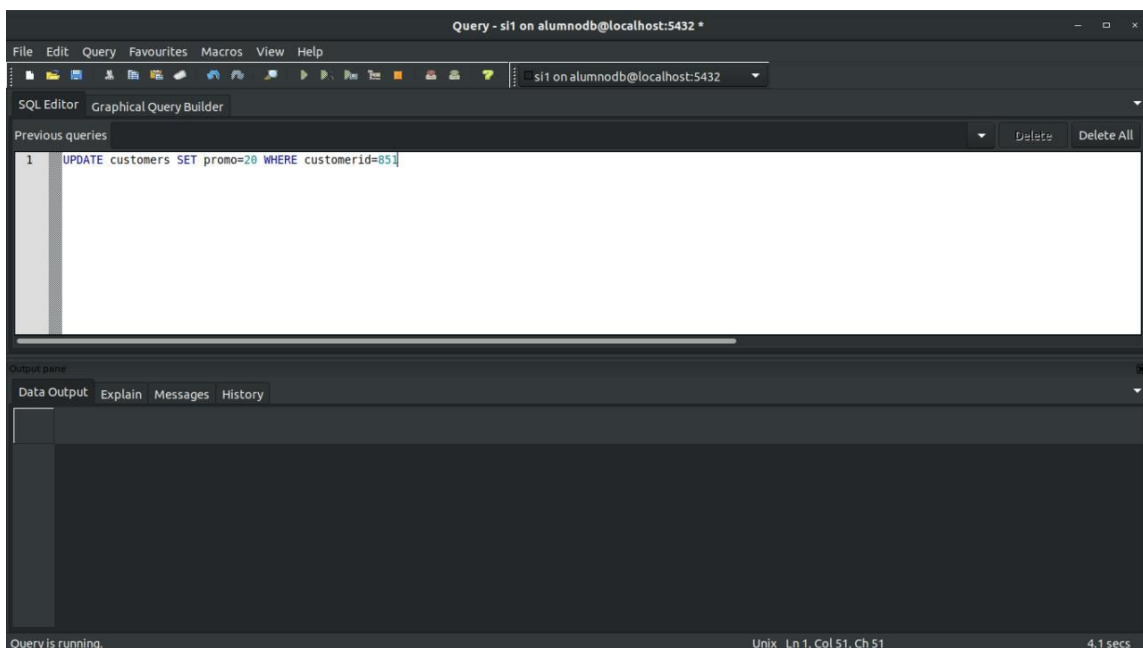 Query - si1 on alumnodb@localhost:5432 *
File Edit Query Favourites Macros View Help
si1 on alumnodb@localhost:5432
SQL Editor Graphical Query Builder
Previous queries Delete Delete All
1 UPDATE customers SET promo=20 WHERE customerid=851
Output pane
Data Output Explain Messages History
Query is running. Unix Ln 1, Col 51, Ch 51 4.1 secs